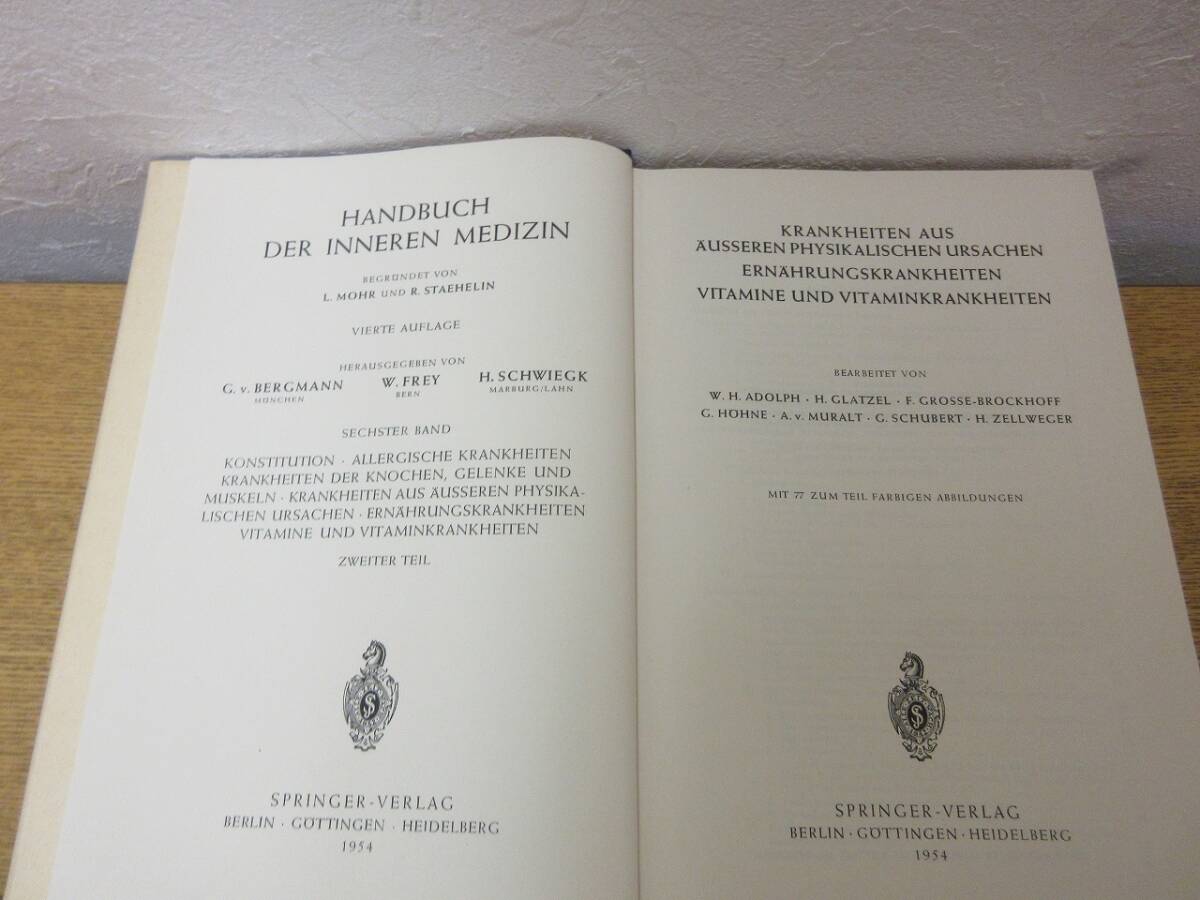 HANDBUCH
DER INNEREN MEDIZIN
BEGRÜNDET VON
L. MOHR UND R. STAEHELIN
VIERTE AUFLAGE
HERAUSGEGEBEN VON
G. v. BERGMANN W. FREY H. SCHWIEGK
MÜNCHEN BERN MARBURG/LAHN
SECHSTER BAND
KONSTITUTION · ALLERGISCHE KRANKHEITEN
KRANKHEITEN DER KNOCHEN, GELENKE UND
MUSKELN · KRANKHEITEN AUS ÄUSSEREN PHYSIKA-
LISCHEN URSACHEN · ERNÄHRUNGSKRANKHEITEN
VITAMINE UND VITAMINKRANKHEITEN
ZWEITER TEIL
SPRINGER-VERLAG
BERLIN · GÖTTINGEN · HEIDELBERG
1954
KRANKHEITEN AUS
ÄUSSEREN PHYSIKALISCHEN URSACHEN
ERNÄHRUNGSKRANKHEITEN
VITAMINE UND VITAMINKRANKHEITEN
BEARBEITET VON
W. H. ADOLPH · H. GLATZEL · F. GROSSE-BROCKHOFF
G. HÖHNE · A. v. MURALT · G. SCHUBERT · H. ZELLWEGER
MIT 77 ZUM TEIL FARBIGEN ABBILDUNGEN
SPRINGER-VERLAG
BERLIN · GÖTTINGEN · HEIDELBERG
1954